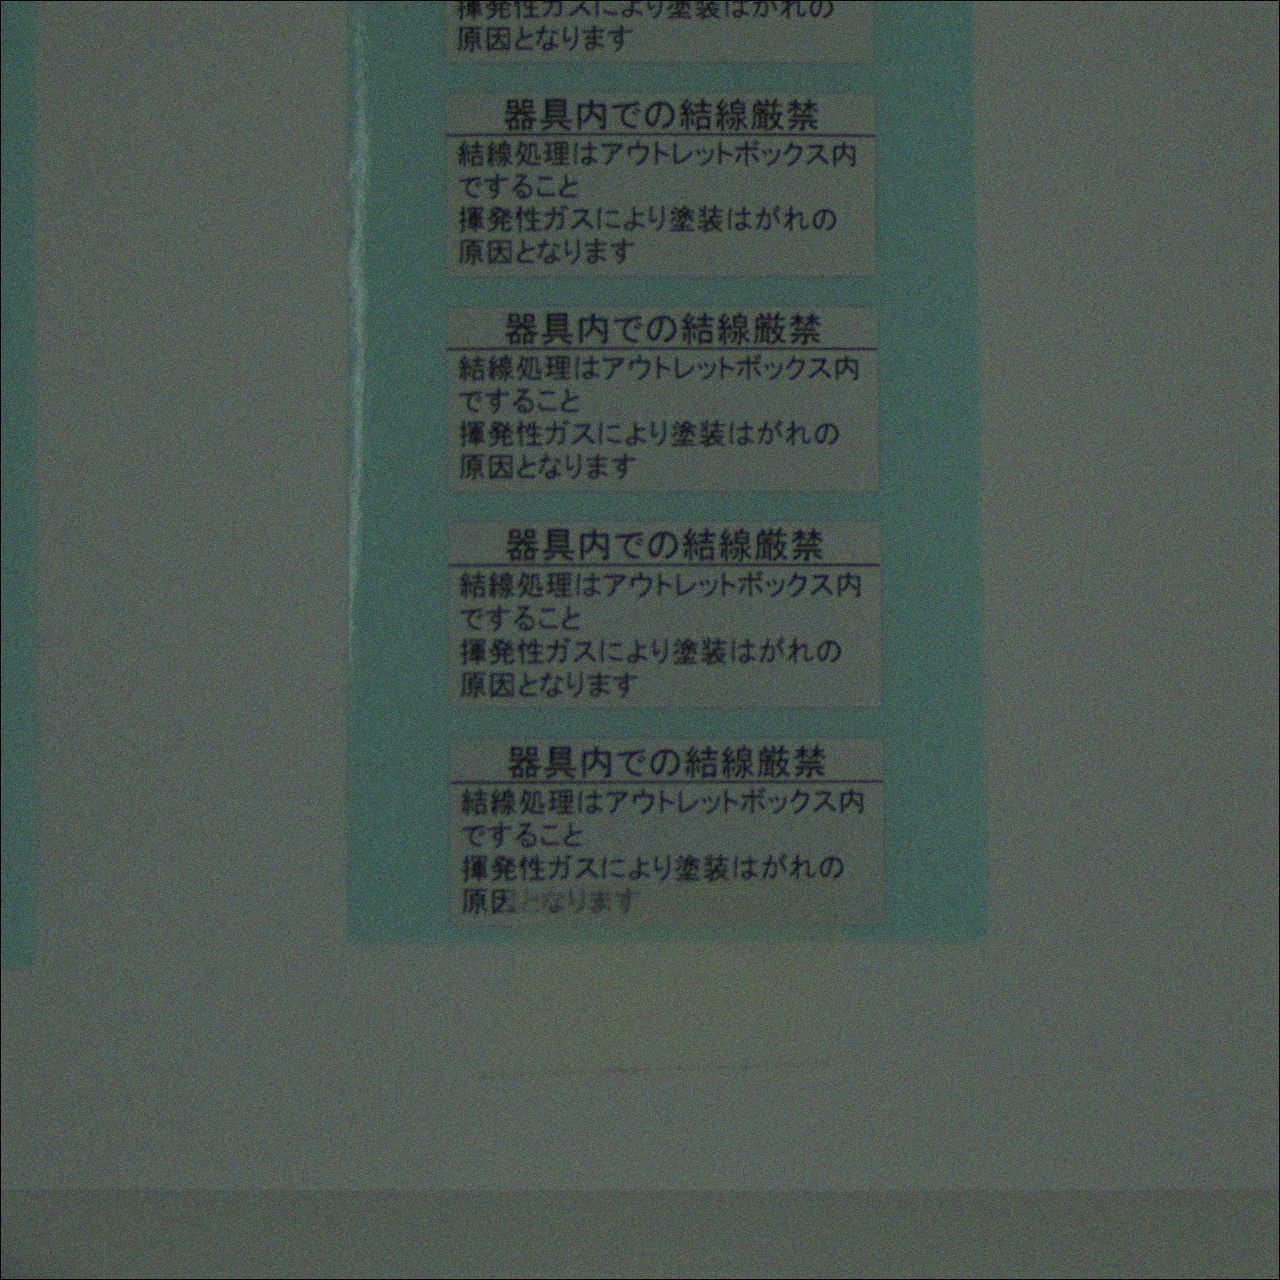 揮発性ガスにより塗装はがれの
原因となります
器具内での結線厳禁
結線処理はアウトレットボックス内
ですること
揮発性ガスにより塗装はがれの
原因となります
器具内での結線厳禁
結線処理はアウトレットボックス内
ですること
揮発性ガスにより塗装はがれの
原因となります
器具内での結線厳禁
結線処理はアウトレットボックス内
ですること
揮発性ガスにより塗装はがれの
原因となります
器具内での結線厳禁
結線処理はアウトレットボックス内
ですること
揮発性ガスにより塗装はがれの
原因となります